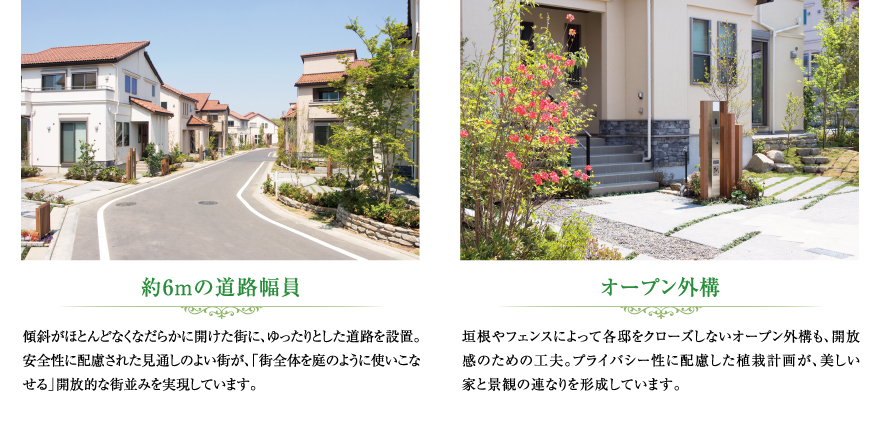 約6mの道路幅員
傾斜がほとんどなくなだらかに開けた街に、ゆったりとした道路を設置。
安全性に配慮された見通しのよい街が、「街全体を庭のように使いこな
せる」開放的な街並みを実現しています。
オープン外構
垣根やフェンスによって各邸をクローズしないオープン外構も、開放
感のための工夫。プライバシー性に配慮した植栽計画が、美しい
家と景観の連なりを形成しています。